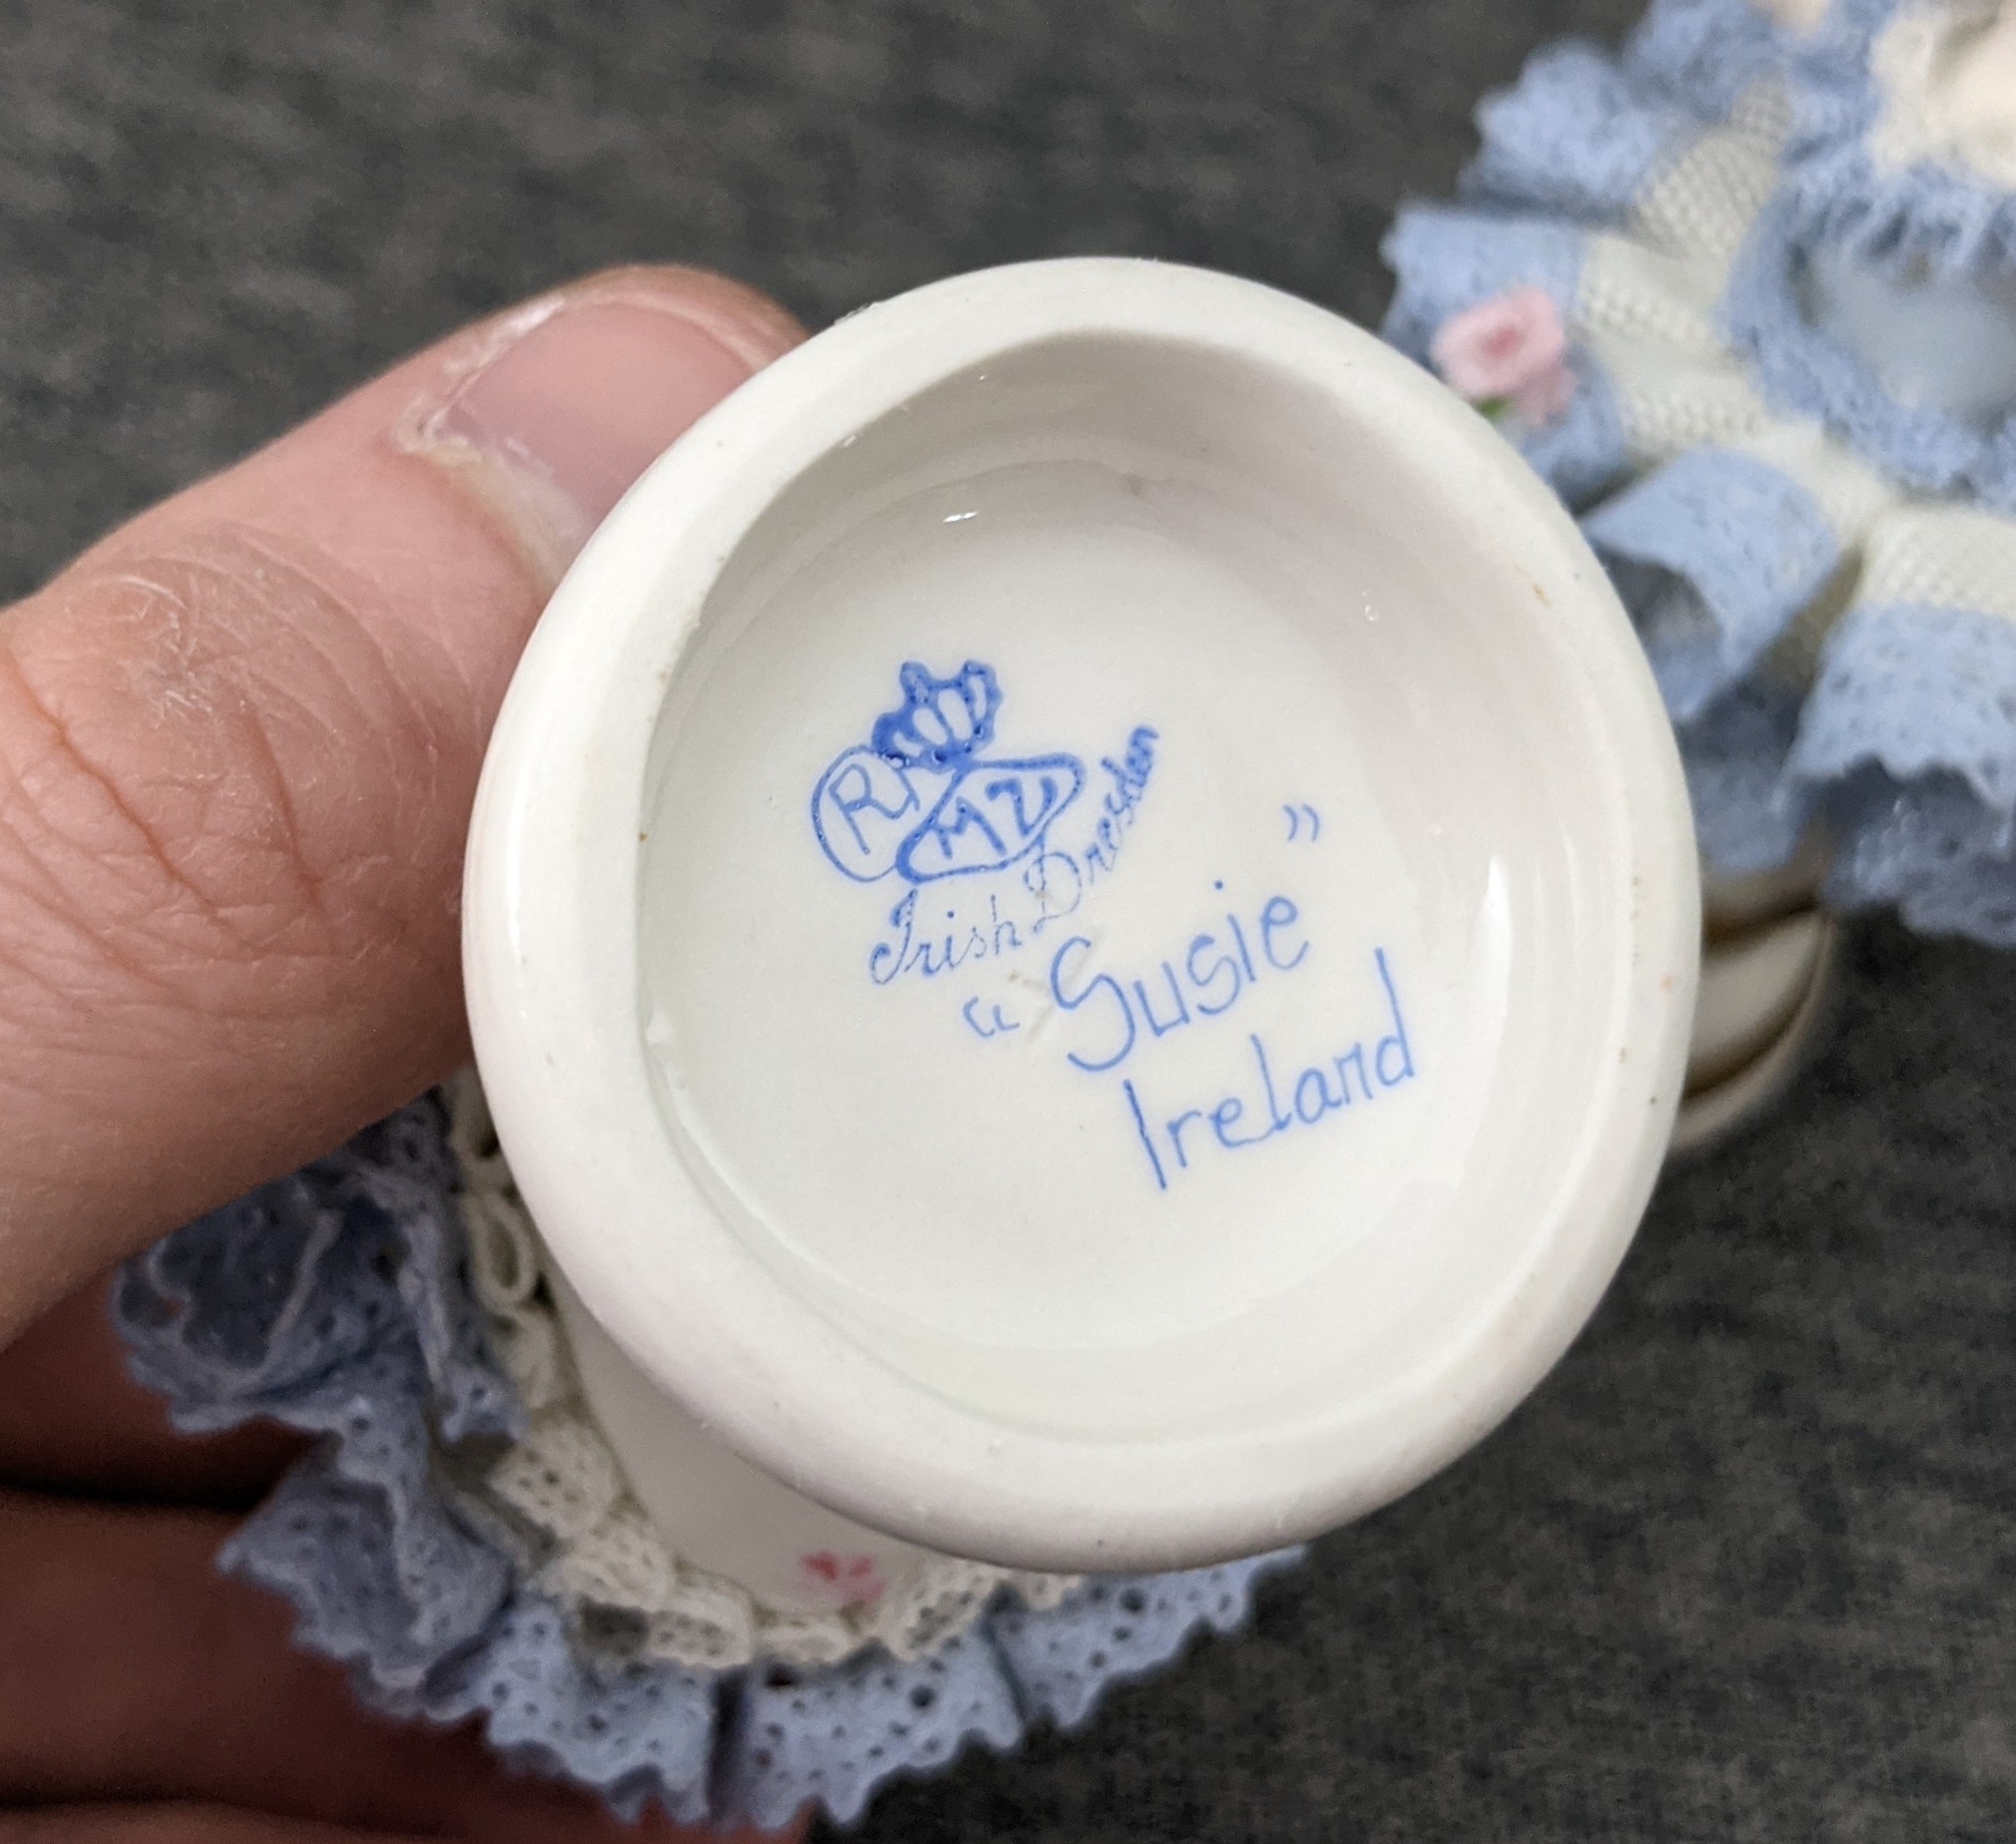 R MV
Irish Dresden
“Susie”
Ireland